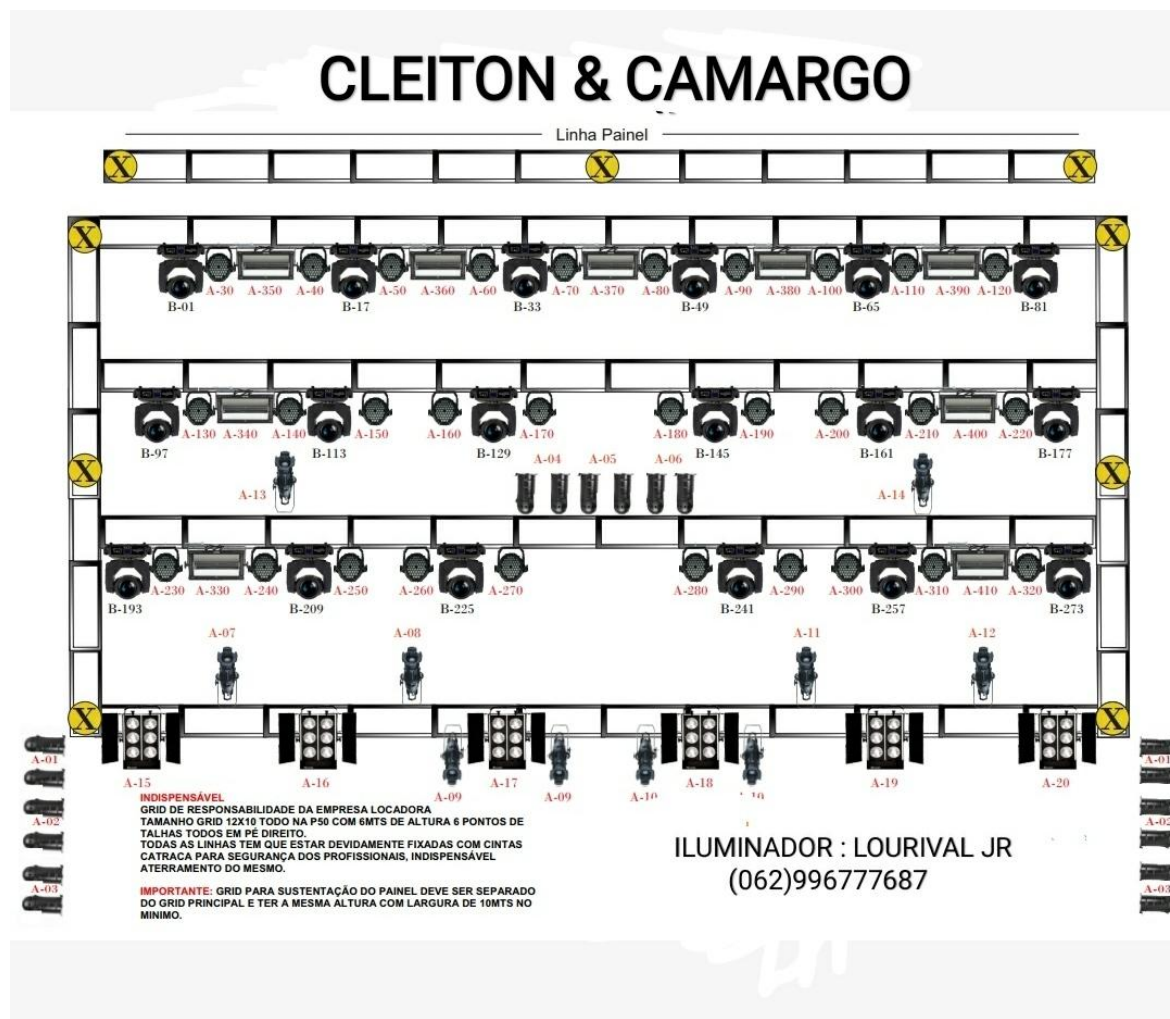 CLEITON & CAMARGO
Linha Painel
X X X
X X
A-30 A-350 A-40 A-50 A-360 A-60 A-70 A-370 A-80 A-90 A-380 A-100 A-110 A-390 A-120
B-01 B-17 B-33 B-49 B-65 B-81
A-130 A-340 A-140 A-150 A-160 A-170 A-180 A-190 A-200 A-210 A-400 A-220
B-97 B-113 B-129 B-145 B-161 B-177
A-04 A-05 A-06
X X
A-13 A-14
A-230 A-330 A-240 A-250 A-260 A-270 A-280 A-290 A-300 A-310 A-410 A-320
B-193 B-209 B-225 B-241 B-257 B-273
A-07 A-08 A-11 A-12
X X
A-01 A-01
A-15 A-16 A-17 A-18 A-19 A-20
A-09 A-09 A-10
A-02 A-02
A-03 A-03
INDISPENSÁVEL
GRID DE RESPONSABILIDADE DA EMPRESA LOCADORA
TAMANHO GRID 12X10 TODO NA P50 COM 6MTS DE ALTURA 6 PONTOS DE
TALHAS TODOS EM PÉ DIREITO.
TODAS AS LINHAS TEM QUE ESTAR DEVIDAMENTE FIXADAS COM CINTAS
CATRACA PARA SEGURANÇA DOS PROFISSIONAIS, INDISPENSÁVEL
ATERRAMENTO DO MESMO.
IMPORTANTE: GRID PARA SUSTENTAÇÃO DO PAINEL DEVE SER SEPARADO
DO GRID PRINCIPAL E TER A MESMA ALTURA COM LARGURA DE 10MTS NO
MINIMO.
ILUMINADOR : LOURIVAL JR
(062)996777687